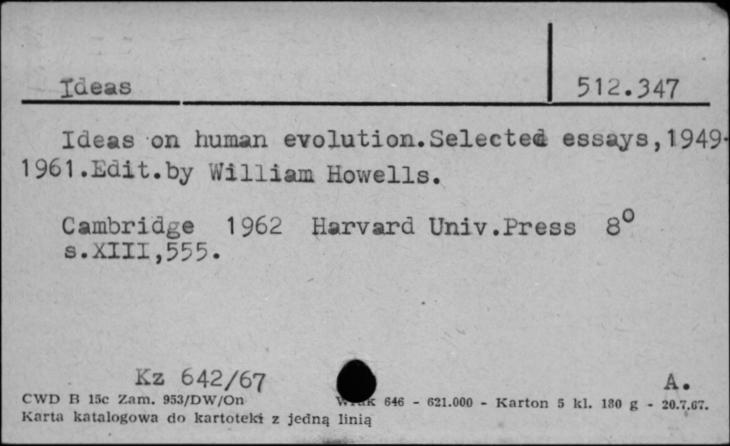 Ideas 512.347
Ideas on human evolution.Selected essays,1949-
1961.Edit.by William Howells.
Cambridge 1962 Harvard Univ.Press 8°
s.XIII,555.
Kz 642/67 A.
CWD B 15c Zam. 953/DW/On 646 - 621.000 - Karton 5 kl. 180 g - 20.7.67.
Karta katalogowa do kartoteki z jedną linią